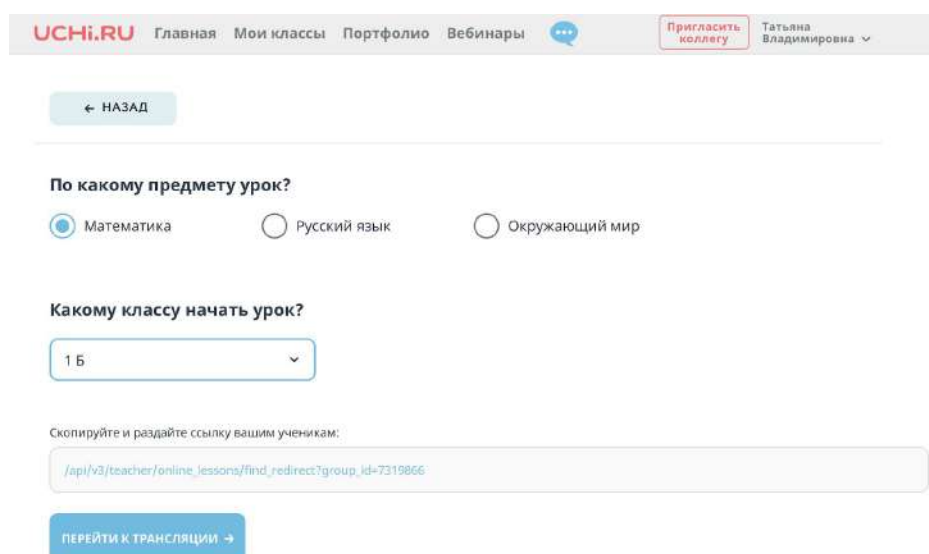 UCHi.RU Главная Мои классы Портфолио Вебинары Пригласить коллегу Татьяна Владимировна
← НАЗАД
По какому предмету урок?
Математика Русский язык Окружающий мир
Какому классу начать урок?
1 Б
Скопируйте и раздайте ссылку вашим ученикам:
/api/v3/teacher/online_lessons/find_redirect?group_id=7319866
ПЕРЕЙТИ К ТРАНСЛЯЦИИ →